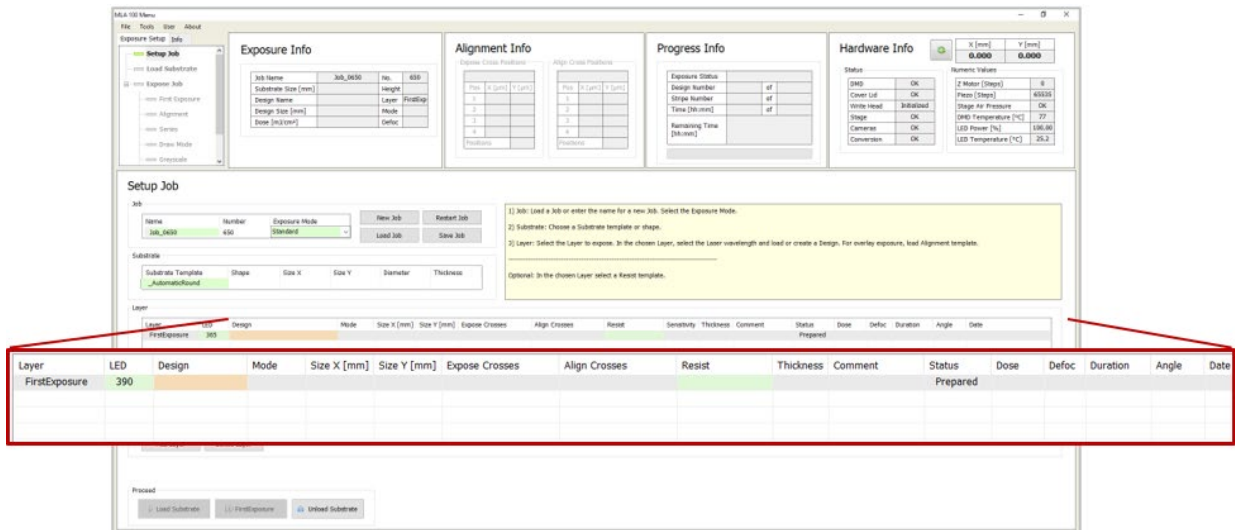 MLA 100 Menu
File Tools User About
Exposure Setup Info
Setup Job
Load Substrate
Expose Job
First Exposure
Alignment
Series
Draw Mode
Greyscale
Exposure Info
Job Name Job_0650 No. 650
Substrate Size [mm] Height
Design Name Layer FirstExp
Design Size [mm] Mode
Dose [mJ/cm²] Defoc
Alignment Info
Expose Cross Positions Align Cross Positions
Pos X [µm] Y [µm] Pos X [µm] Y [µm]
1 1
2 2
3 3
4 4
Positions Positions
Progress Info
Exposure Status
Design Number of
Stripe Number of
Time [hh:mm] of
Remaining Time
[hh:mm]
Hardware Info
X [mm] Y [mm]
0.000 0.000
Status Numeric Values
DMD OK Z Motor [Steps] 6
Cover Lid OK Piezo [Steps] 65535
Write Head Initialized Stage Air Pressure OK
Stage OK DMD Temperature [°C] 77
Cameras OK LED Power [%] 100.00
Conversion OK LED Temperature [°C] 25.2
Setup Job
Job
Name Number Exposure Mode
Job_0650 650 Standard
New Job Restart Job
Load Job Save Job
1) Job: Load a Job or enter the name for a new Job. Select the Exposure Mode.
2) Substrate: Choose a Substrate template or shape.
3) Layer: Select the Layer to expose. In the chosen Layer, select the Laser wavelength and load or create a Design. For overlay exposure, load Alignment template.
Optional: In the chosen Layer select a Resist template.
Substrate
Substrate Template Shape Size X Size Y Diameter Thickness
_AutomaticRound
Layer
Layer LED Design Mode Size X [mm] Size Y [mm] Expose Crosses Align Crosses Resist Sensitivity Thickness Comment Status Dose Defoc Duration Angle Date
FirstExposure 365 Prepared
Layer LED Design Mode Size X [mm] Size Y [mm] Expose Crosses Align Crosses Resist Thickness Comment Status Dose Defoc Duration Angle Date
FirstExposure 390 Prepared
Proceed
Load Substrate FirstExposure Unload Substrate